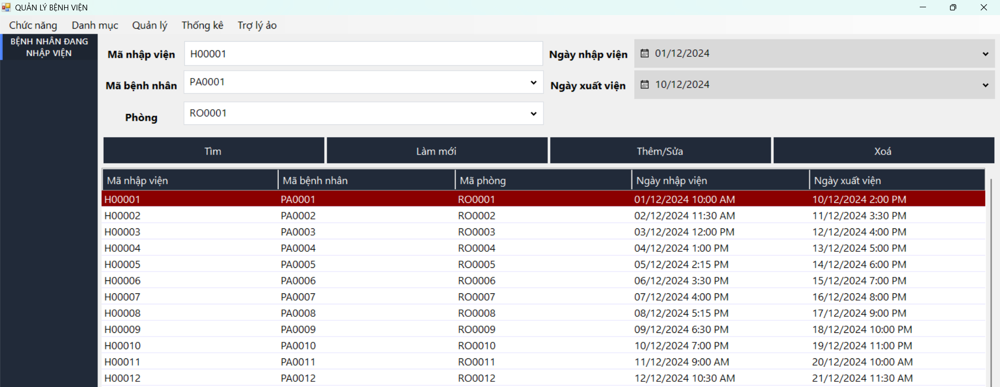 QUẢN LÝ BỆNH VIỆN
Chức năng Danh mục Quản lý Thống kê Trợ lý ảo
BỆNH NHÂN ĐANG
NHẬP VIỆN
Mã nhập viện H00001 Ngày nhập viện 01/12/2024
Mã bệnh nhân PA0001 Ngày xuất viện 10/12/2024
Phòng RO0001
Tìm Làm mới Thêm/Sửa Xoá
Mã nhập viện Mã bệnh nhân Mã phòng Ngày nhập viện Ngày xuất viện
H00001 PA0001 RO0001 01/12/2024 10:00 AM 10/12/2024 2:00 PM
H00002 PA0002 RO0002 02/12/2024 11:30 AM 11/12/2024 3:30 PM
H00003 PA0003 RO0003 03/12/2024 12:00 PM 12/12/2024 4:00 PM
H00004 PA0004 RO0004 04/12/2024 1:00 PM 13/12/2024 5:00 PM
H00005 PA0005 RO0005 05/12/2024 2:15 PM 14/12/2024 6:00 PM
H00006 PA0006 RO0006 06/12/2024 3:30 PM 15/12/2024 7:00 PM
H00007 PA0007 RO0007 07/12/2024 4:00 PM 16/12/2024 8:00 PM
H00008 PA0008 RO0008 08/12/2024 5:15 PM 17/12/2024 9:00 PM
H00009 PA0009 RO0009 09/12/2024 6:30 PM 18/12/2024 10:00 PM
H00010 PA0010 RO0010 10/12/2024 7:00 PM 19/12/2024 11:00 PM
H00011 PA0011 RO0011 11/12/2024 9:00 AM 20/12/2024 10:00 AM
H00012 PA0012 RO0012 12/12/2024 10:30 AM 21/12/2024 11:30 AM